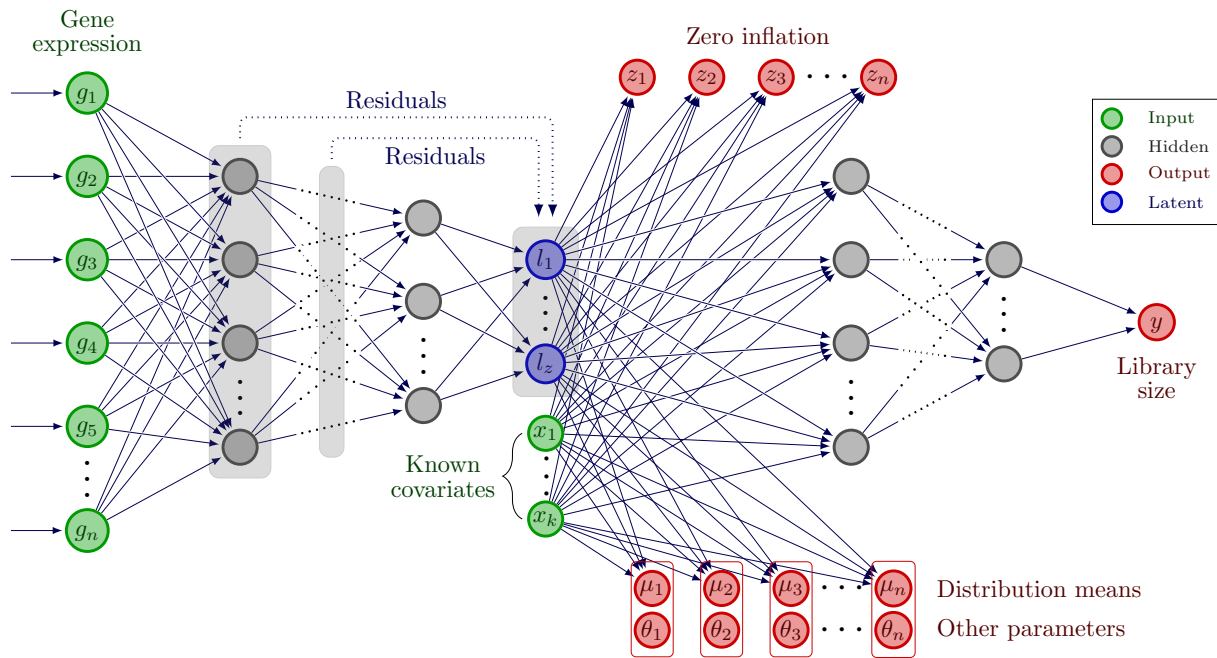 Gene
expression
Zero inflation
z1 z2 z3 ··· zn
Residuals
Residuals
Input
Hidden
Output
Latent
g1
g2
g3
g4
g5
gn
l1
lz
x1
xk
Known
covariates
y
Library
size
μ1 μ2 μ3 ··· μn
Distribution means
θ1 θ2 θ3 ··· θn
Other parameters